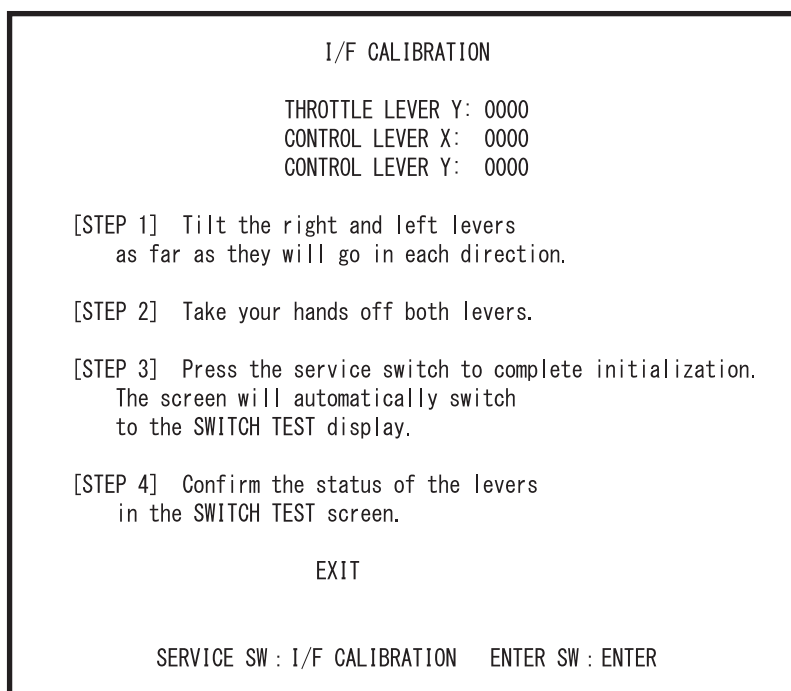 I/F CALIBRATION
THROTTLE LEVER Y: 0000
CONTROL LEVER X: 0000
CONTROL LEVER Y: 0000
[STEP 1] Tilt the right and left levers
as far as they will go in each direction.
[STEP 2] Take your hands off both levers.
[STEP 3] Press the service switch to complete initialization.
The screen will automatically switch
to the SWITCH TEST display.
[STEP 4] Confirm the status of the levers
in the SWITCH TEST screen.
EXIT
SERVICE SW : I/F CALIBRATION ENTER SW : ENTER